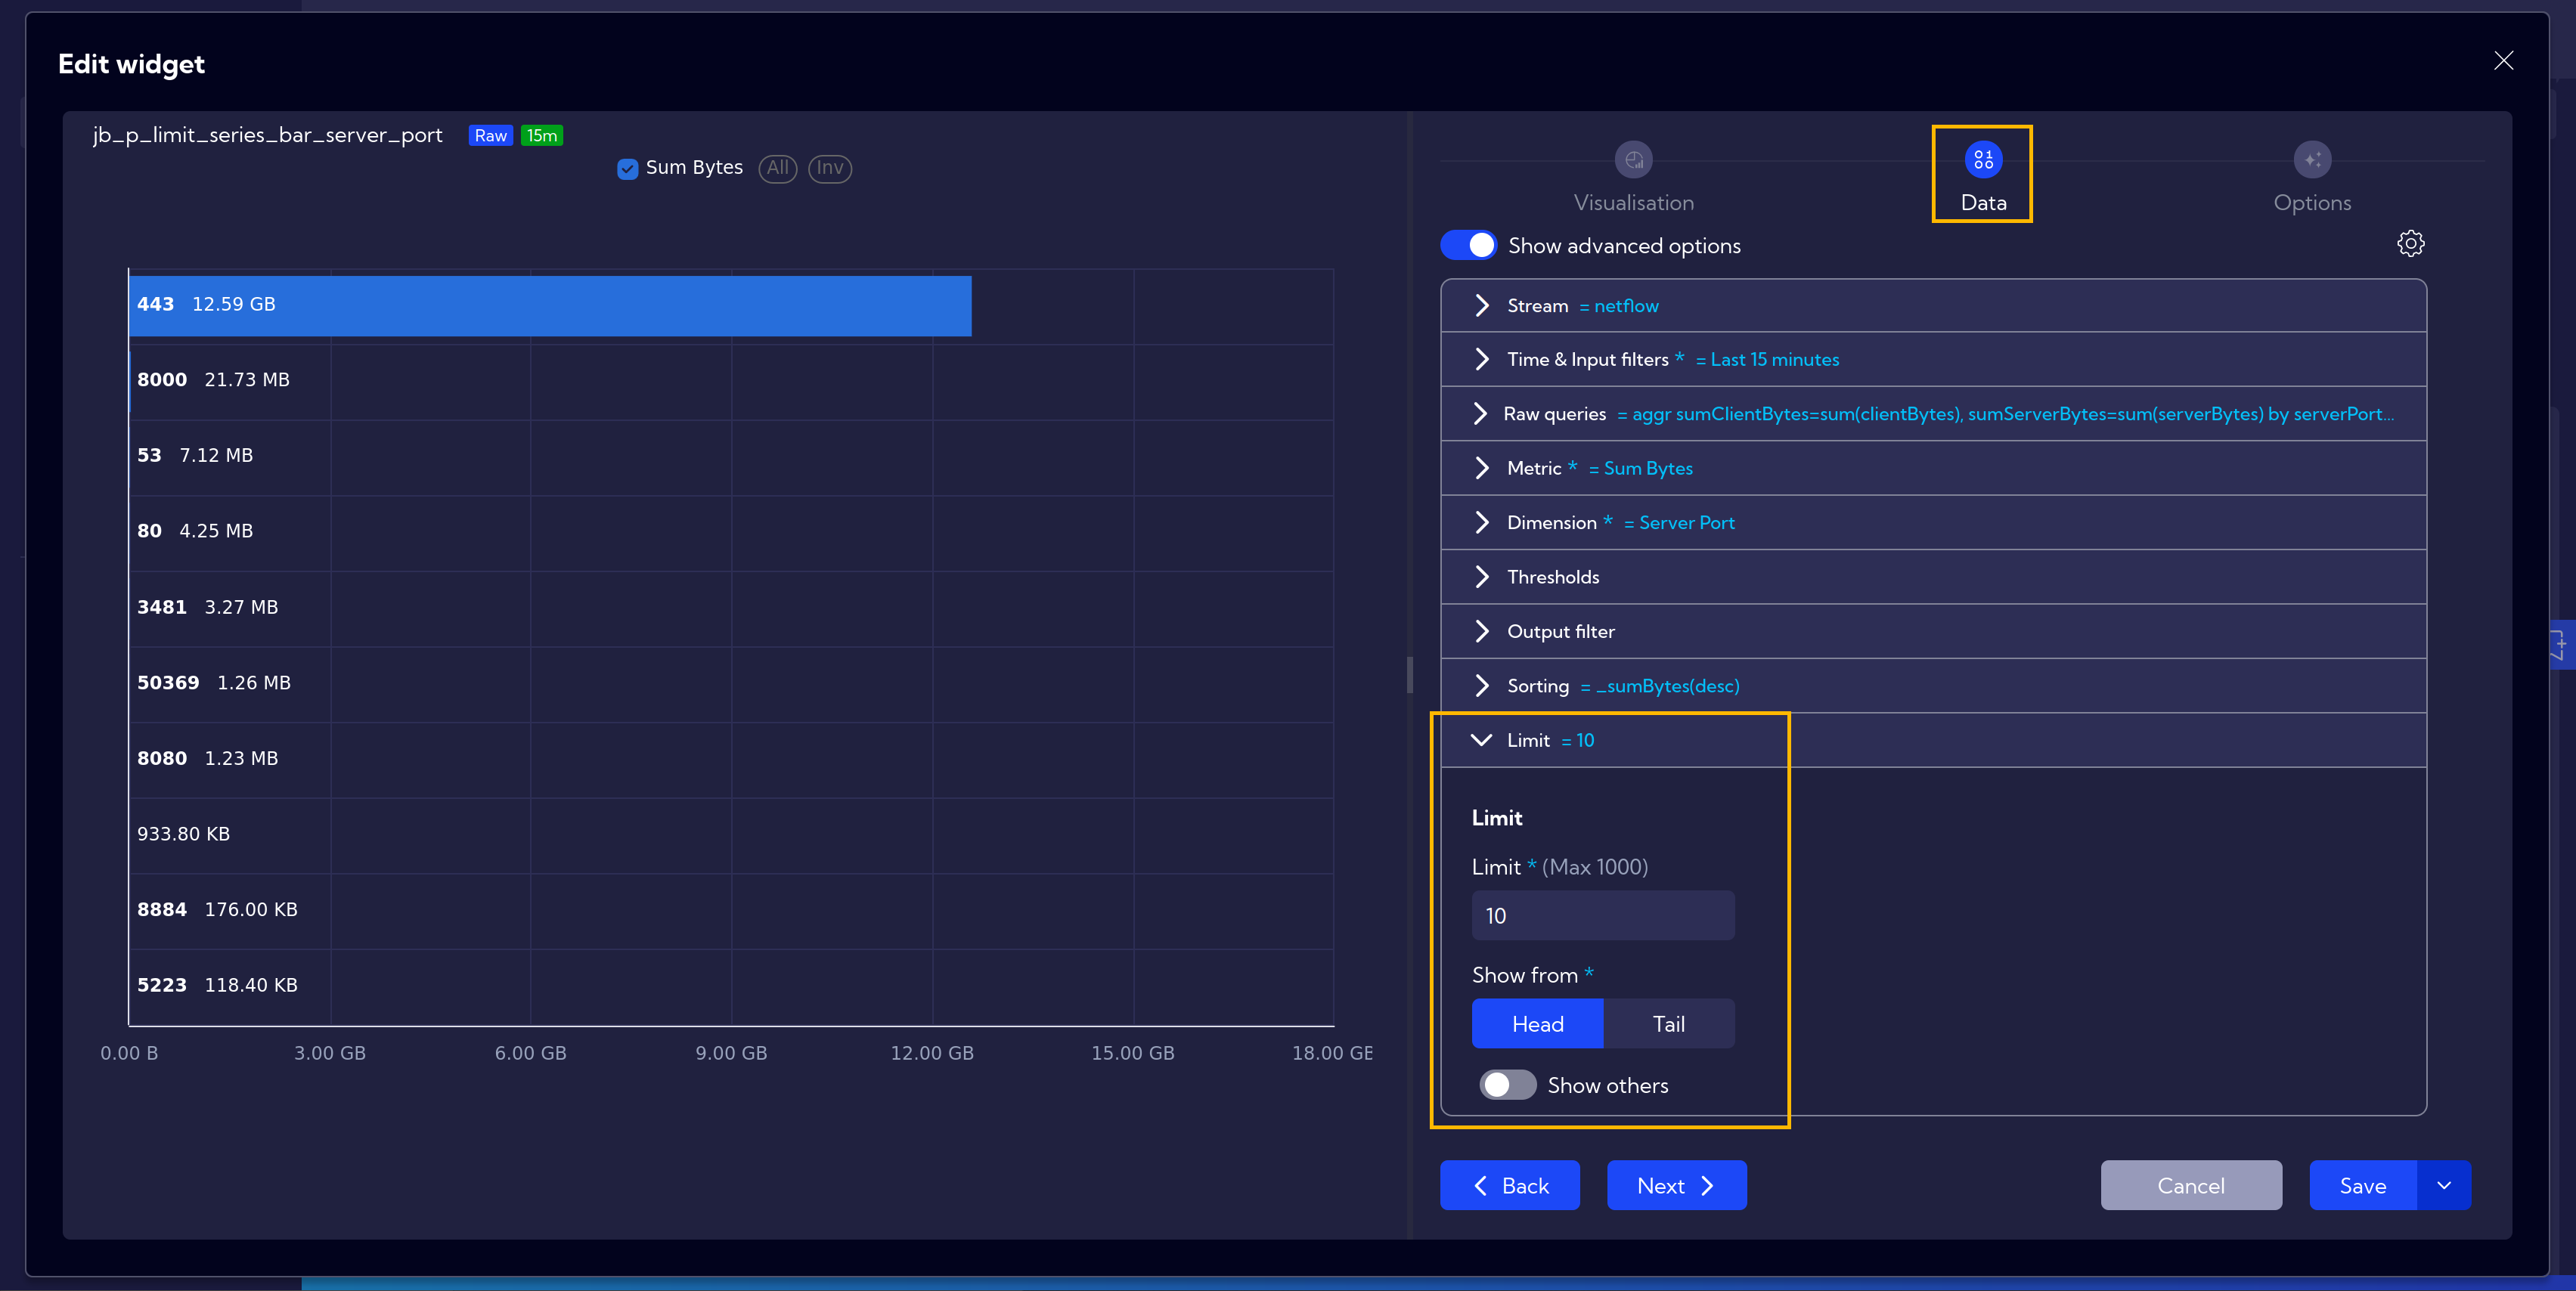 Edit widget
jb_p_limit_series_bar_server_port Raw 15m
Sum Bytes All Inv
443 12.59 GB
8000 21.73 MB
53 7.12 MB
80 4.25 MB
3481 3.27 MB
50369 1.26 MB
8080 1.23 MB
933.80 KB
8884 176.00 KB
5223 118.40 KB
0.00 B 3.00 GB 6.00 GB 9.00 GB 12.00 GB 15.00 GB 18.00 GB
Visualisation Data Options
Show advanced options
Stream = netflow
Time & Input filters * = Last 15 minutes
Raw queries = aggr sumClientBytes=sum(clientBytes), sumServerBytes=sum(serverBytes) by serverPort...
Metric * = Sum Bytes
Dimension * = Server Port
Thresholds
Output filter
Sorting = _sumBytes(desc)
Limit = 10
Limit
Limit * (Max 1000)
10
Show from *
Head Tail
Show others
Back Next Cancel Save